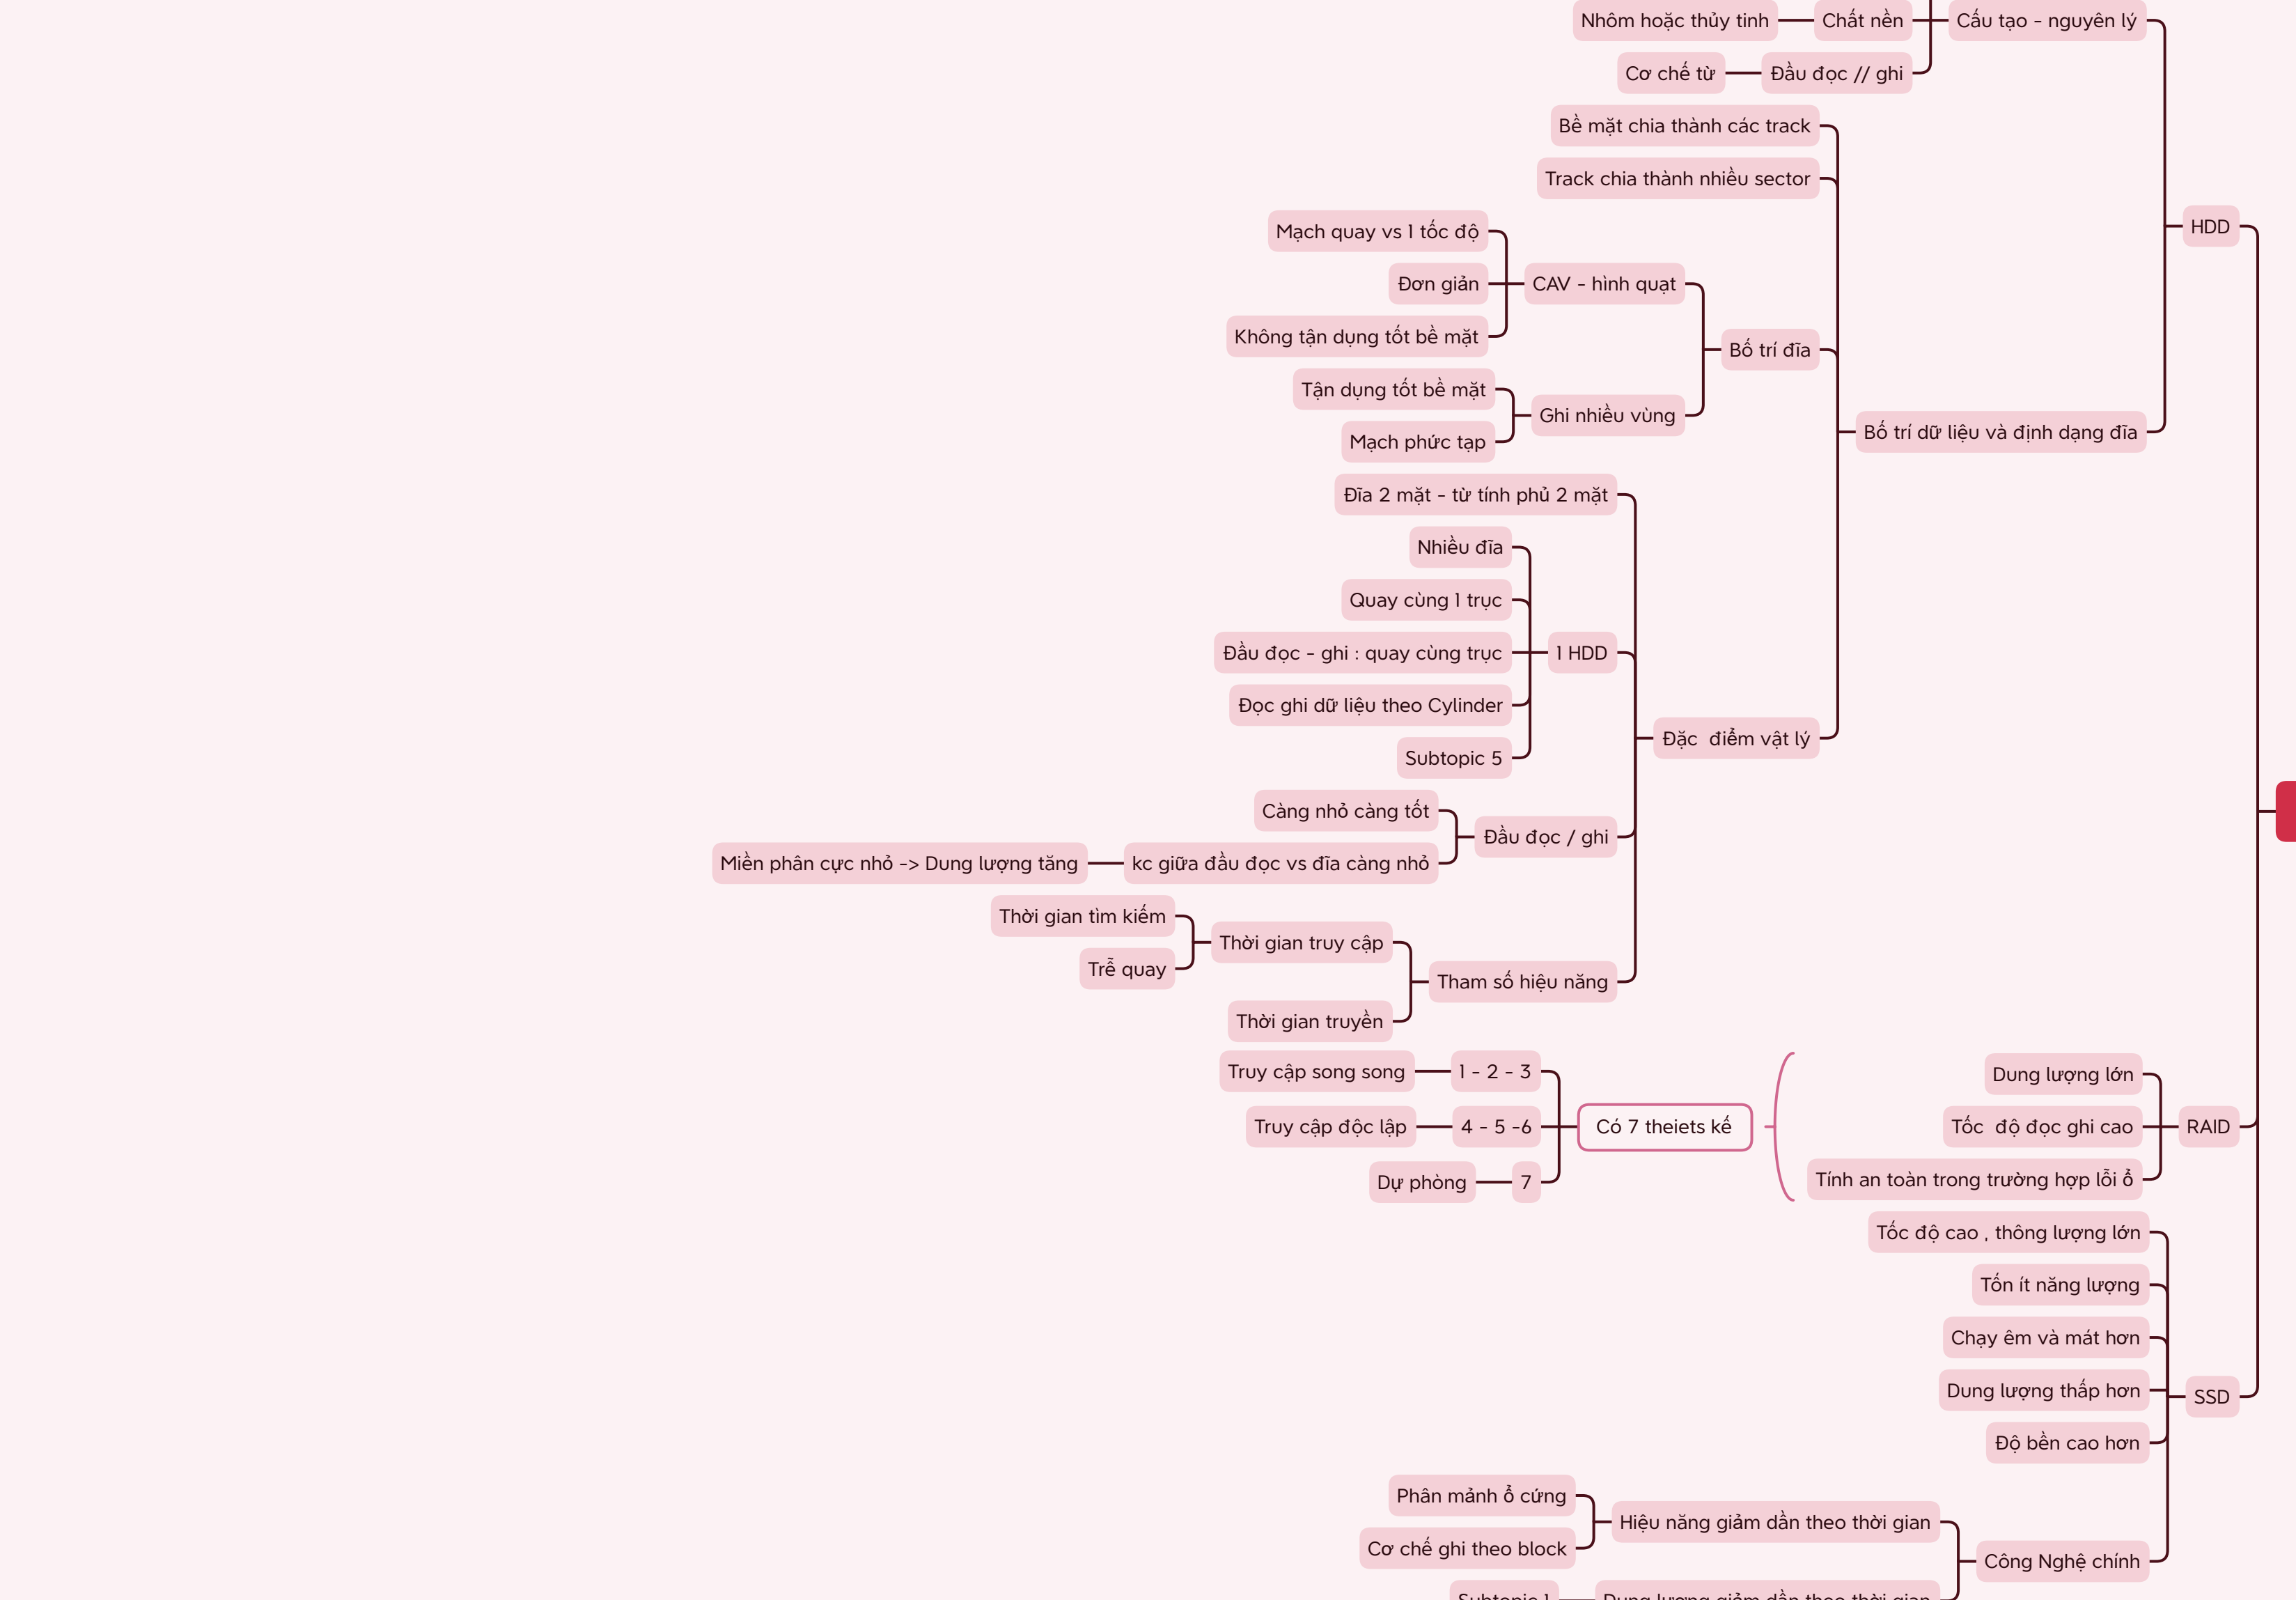 Nhôm hoặc thủy tinh
Chất nền
Cấu tạo - nguyên lý
Cơ chế từ
Đầu đọc // ghi
Bề mặt chia thành các track
Track chia thành nhiều sector
HDD
Mạch quay vs 1 tốc độ
Đơn giản
CAV - hình quạt
Không tận dụng tốt bề mặt
Bố trí đĩa
Tận dụng tốt bề mặt
Ghi nhiều vùng
Mạch phức tạp
Bố trí dữ liệu và định dạng đĩa
Đĩa 2 mặt - từ tính phủ 2 mặt
Nhiều đĩa
Quay cùng 1 trục
Đầu đọc - ghi : quay cùng trục
1 HDD
Đọc ghi dữ liệu theo Cylinder
Subtopic 5
Đặc  điểm vật lý
Càng nhỏ càng tốt
Đầu đọc / ghi
Miền phân cực nhỏ -> Dung lượng tăng
kc giữa đầu đọc vs đĩa càng nhỏ
Thời gian tìm kiếm
Thời gian truy cập
Trễ quay
Tham số hiệu năng
Thời gian truyền
Truy cập song song
1 - 2 - 3
Truy cập độc lập
4 - 5 -6
Có 7 theiets kế
Dự phòng
7
Dung lượng lớn
Tốc  độ đọc ghi cao
RAID
Tính an toàn trong trường hợp lỗi ổ
Tốc độ cao , thông lượng lớn
Tốn ít năng lượng
Chạy êm và mát hơn
Dung lượng thấp hơn
SSD
Độ bền cao hơn
Phân mảnh ổ cứng
Hiệu năng giảm dần theo thời gian
Cơ chế ghi theo block
Công Nghệ chính
Subtopic 1
Dung lượng giảm dần theo thời gian